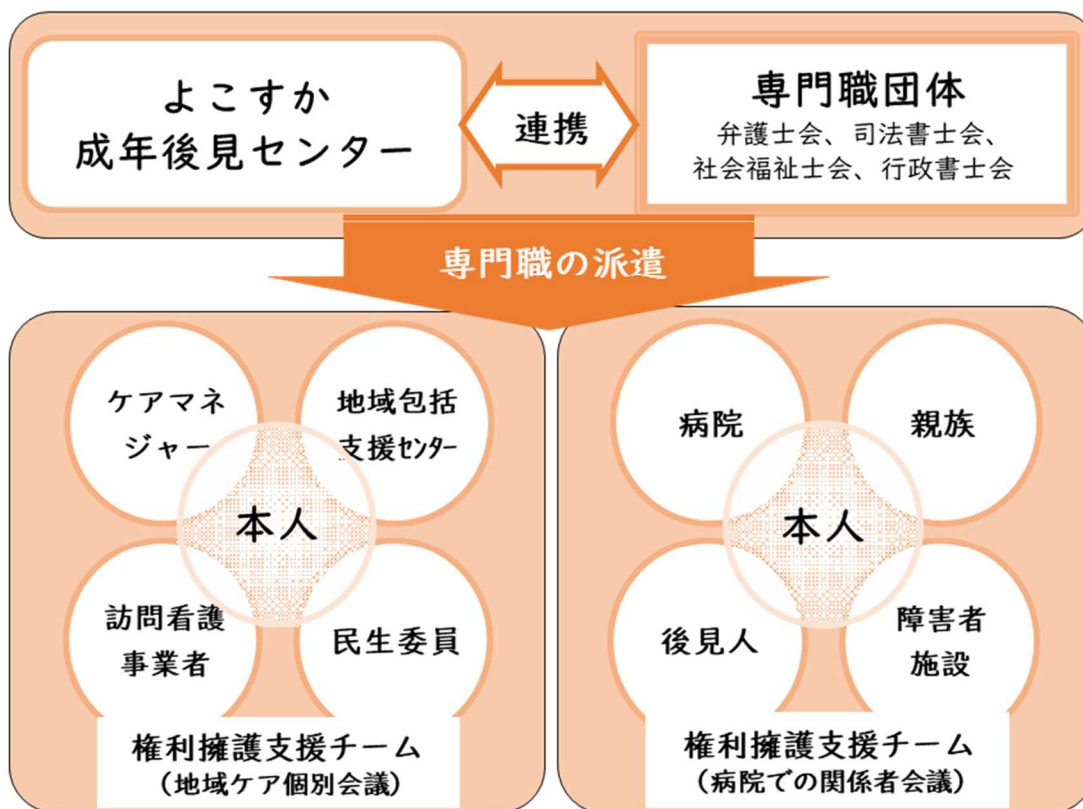 よこすか
成年後見センター
連携
専門職団体
弁護士会、司法書士会、
社会福祉士会、行政書士会
専門職の派遣
ケアマネ
ジャー
地域包括
支援センター
本人
訪問看護
事業者
民生委員
権利擁護支援チーム
(地域ケア個別会議)
病院
親族
本人
後見人
障害者
施設
権利擁護支援チーム
(病院での関係者会議)